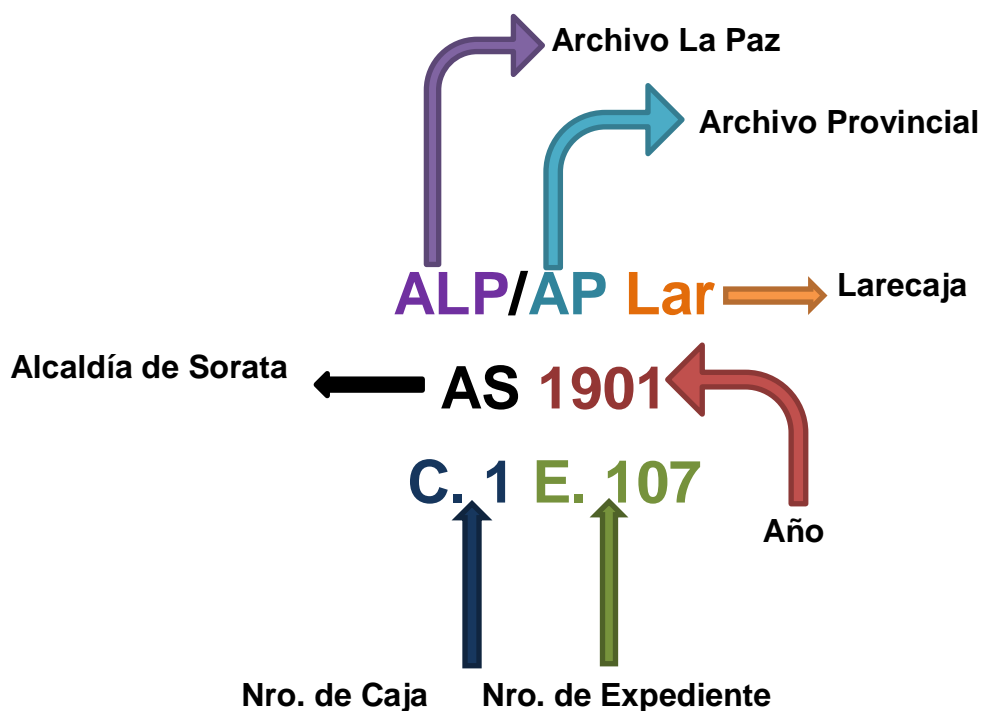 Archivo La Paz
Archivo Provincial
ALP/AP Lar
Larecaja
Alcaldía de Sorata
AS 1901
C. 1 E. 107
Año
Nro. de Caja
Nro. de Expediente